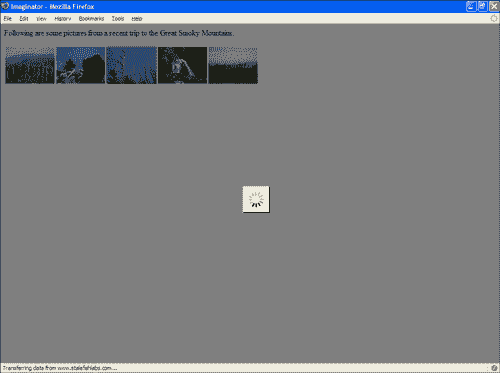 Imaginator - Mozilla Firefox
File Edit View History Bookmarks Tools Help
Following are some pictures from a recent trip to the Great Smoky Mountains.
Transferring data from www.stalefishlabs.com...